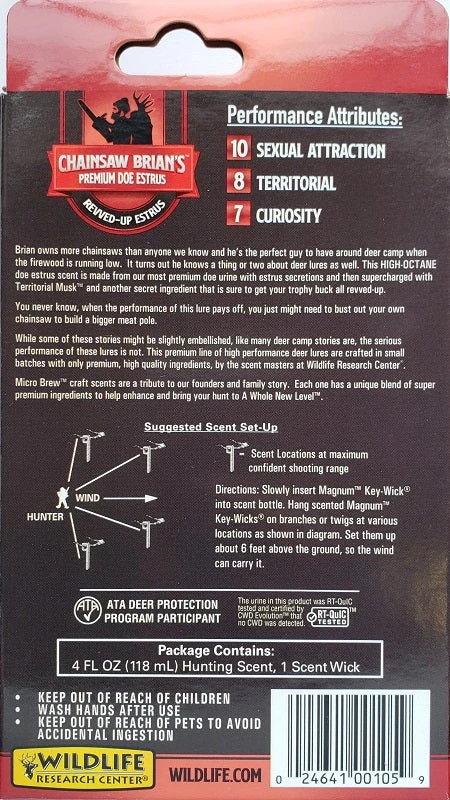 CHAINSAW BRIAN'S™
PREMIUM DOE ESTRUS
REVVED-UP ESTRUS
Performance Attributes:
10 SEXUAL ATTRACTION
8 TERRITORIAL
7 CURIOSITY
Brian owns more chainsaws than anyone we know and he's the perfect guy to have around deer camp when
the firewood is running low. It turns out he knows a thing or two about deer lures as well. This HIGH-OCTANE
doe estrus scent is made from our most premium doe urine with estrus secretions and then supercharged with
Territorial Musk™ and another secret ingredient that is sure to get your trophy buck all revved-up.
You never know, when the performance of this lure pays off, you just might need to bust out your own
chainsaw to build a bigger meat pole.
While some of these stories might be slightly embellished, like many deer camp stories are, the serious
performance of these lures is not. This premium line of high performance deer lures are crafted in small
batches with only premium, high quality ingredients, by the scent masters at Wildlife Research Center®.
Micro Brew™ craft scents are a tribute to our founders and family story. Each one has a unique blend of super
premium ingredients to help enhance and bring your hunt to A Whole New Level™.
Suggested Scent Set-Up
- Scent Locations at maximum
confident shooting range
WIND
HUNTER
Directions: Slowly insert Magnum™ Key-Wick®
into scent bottle. Hang scented Magnum™
Key-Wicks® on branches or twigs at various
locations as shown in diagram. Set them up
about 6 feet above the ground, so the wind
can carry it.
ATA
ATA DEER PROTECTION
PROGRAM PARTICIPANT
The urine in this product was RT-QuIC
tested and certified by
CWD Evolution™ that
no CWD was detected.
RT-QuIC™
TESTED
Package Contains:
4 FL OZ (118 mL) Hunting Scent, 1 Scent Wick
• KEEP OUT OF REACH OF CHILDREN
• WASH HANDS AFTER USE
• KEEP OUT OF REACH OF PETS TO AVOID
ACCIDENTAL INGESTION
WILDLIFE
RESEARCH CENTER®
WILDLIFE.COM
0 24641 00105 9